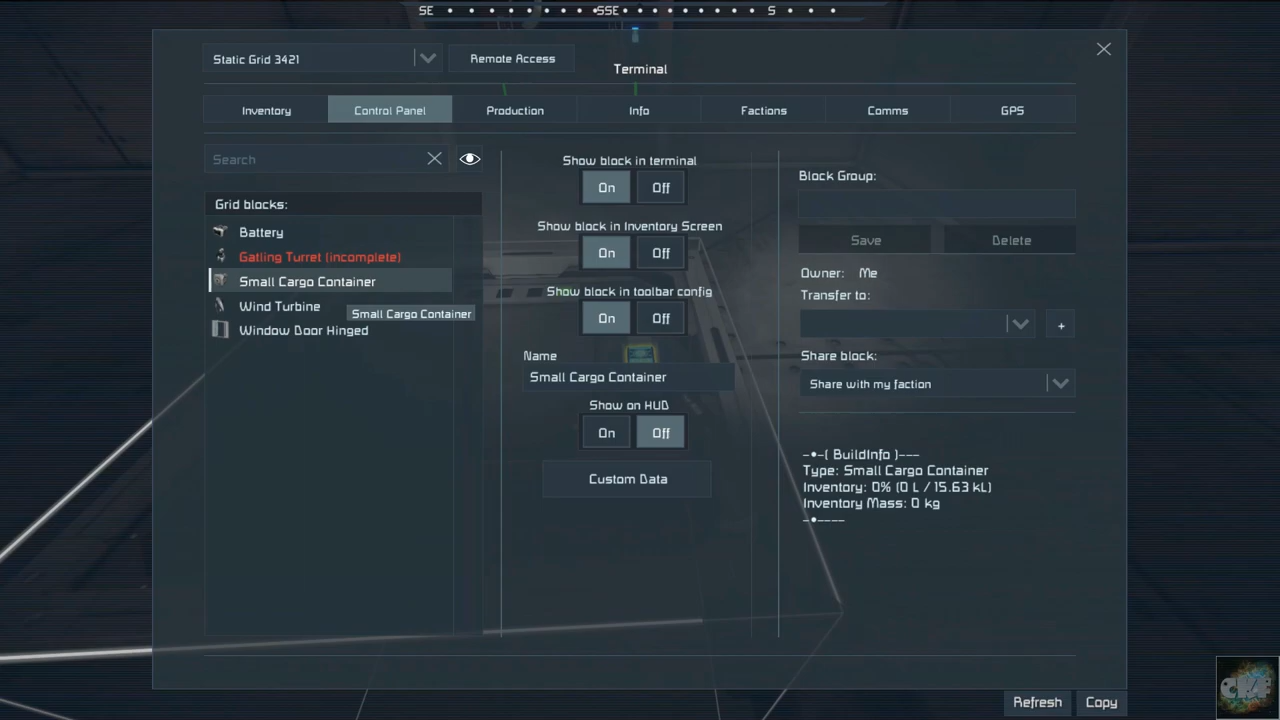 SE SSE S
Static Grid 3421
Remote Access
Terminal
Inventory Control Panel Production Info Factions Comms GPS
Search
Grid blocks:
Battery
Gatling Turret (incomplete)
Small Cargo Container
Wind Turbine
Small Cargo Container
Window Door Hinged
Show block in terminal
On Off
Show block in Inventory Screen
On Off
Show block in toolbar config
On Off
Name
Small Cargo Container
Show on HUD
On Off
Custom Data
Block Group:
Save Delete
Owner: Me
Transfer to:
+
Share block:
Share with my faction
-•-( BuildInfo )---
Type: Small Cargo Container
Inventory: 0% (0 L / 15.63 kL)
Inventory Mass: 0 kg
-•----
Refresh Copy